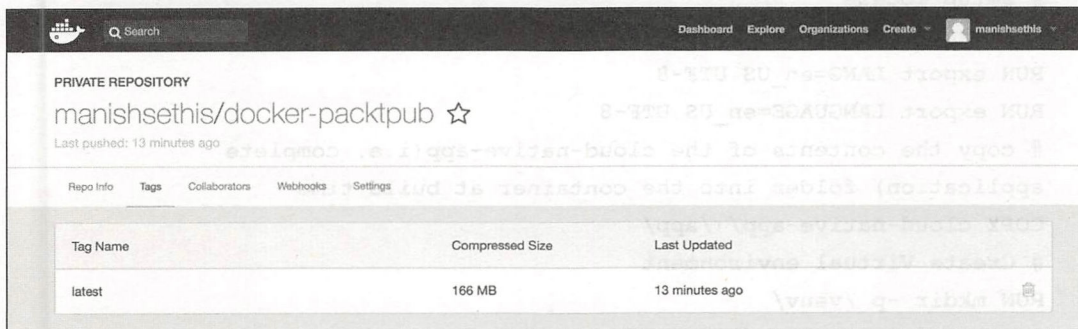 Search Dashboard Explore Organizations Create manishsethis
PRIVATE REPOSITORY
manishsethis/docker-packtpub
Last pushed: 13 minutes ago
Repo Info Tags Collaborators Webhooks Settings
Tag Name Compressed Size Last Updated
latest 166 MB 13 minutes ago
RUN export LANG=en_US UTF-8
RUN export LANGUAGE=en_US UTF-8
# copy the contents of the cloud-native-app(i.e. complete
application) folder into the container at build
COPY cloud-native-app/ /app/
# Create Virtual environment
RUN mkdir -p /venv/